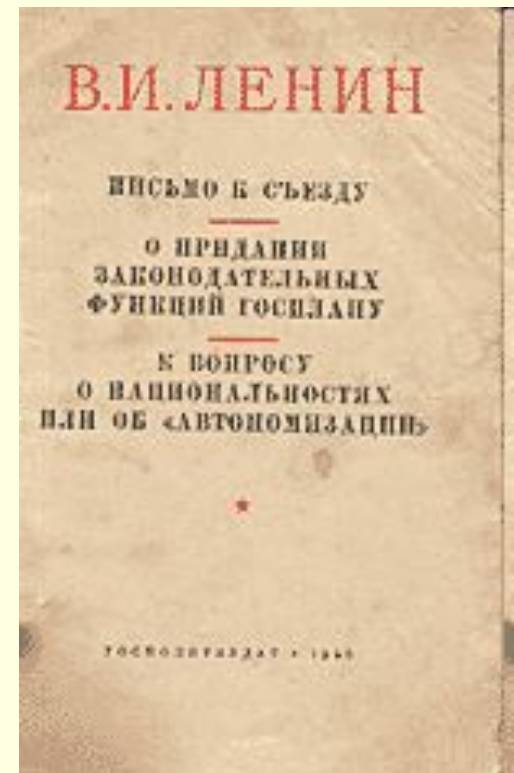 В.И. ЛЕНИН
ПИСЬМО К СЪЕЗДУ
О ПРИДАНИИ
ЗАКОНОДАТЕЛЬНЫХ
ФУНКЦИЙ ГОСПЛАНУ
К ВОПРОСУ
О НАЦИОНАЛЬНОСТЯХ
ИЛИ ОБ «АВТОНОМИЗАЦИИ»
ГОСПОЛИТИЗДАТ •